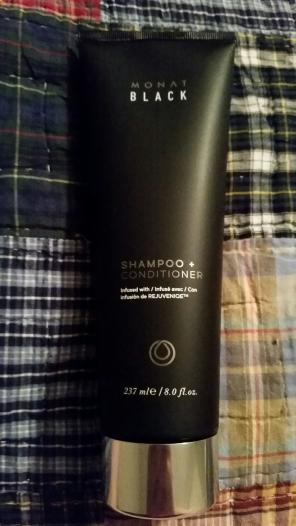 MONAT
BLACK
SHAMPOO +
CONDITIONER
Infused with / Infusé avec / Con
infusión de REJUVENIQE™
237 ml℮ / 8.0 fl.oz.